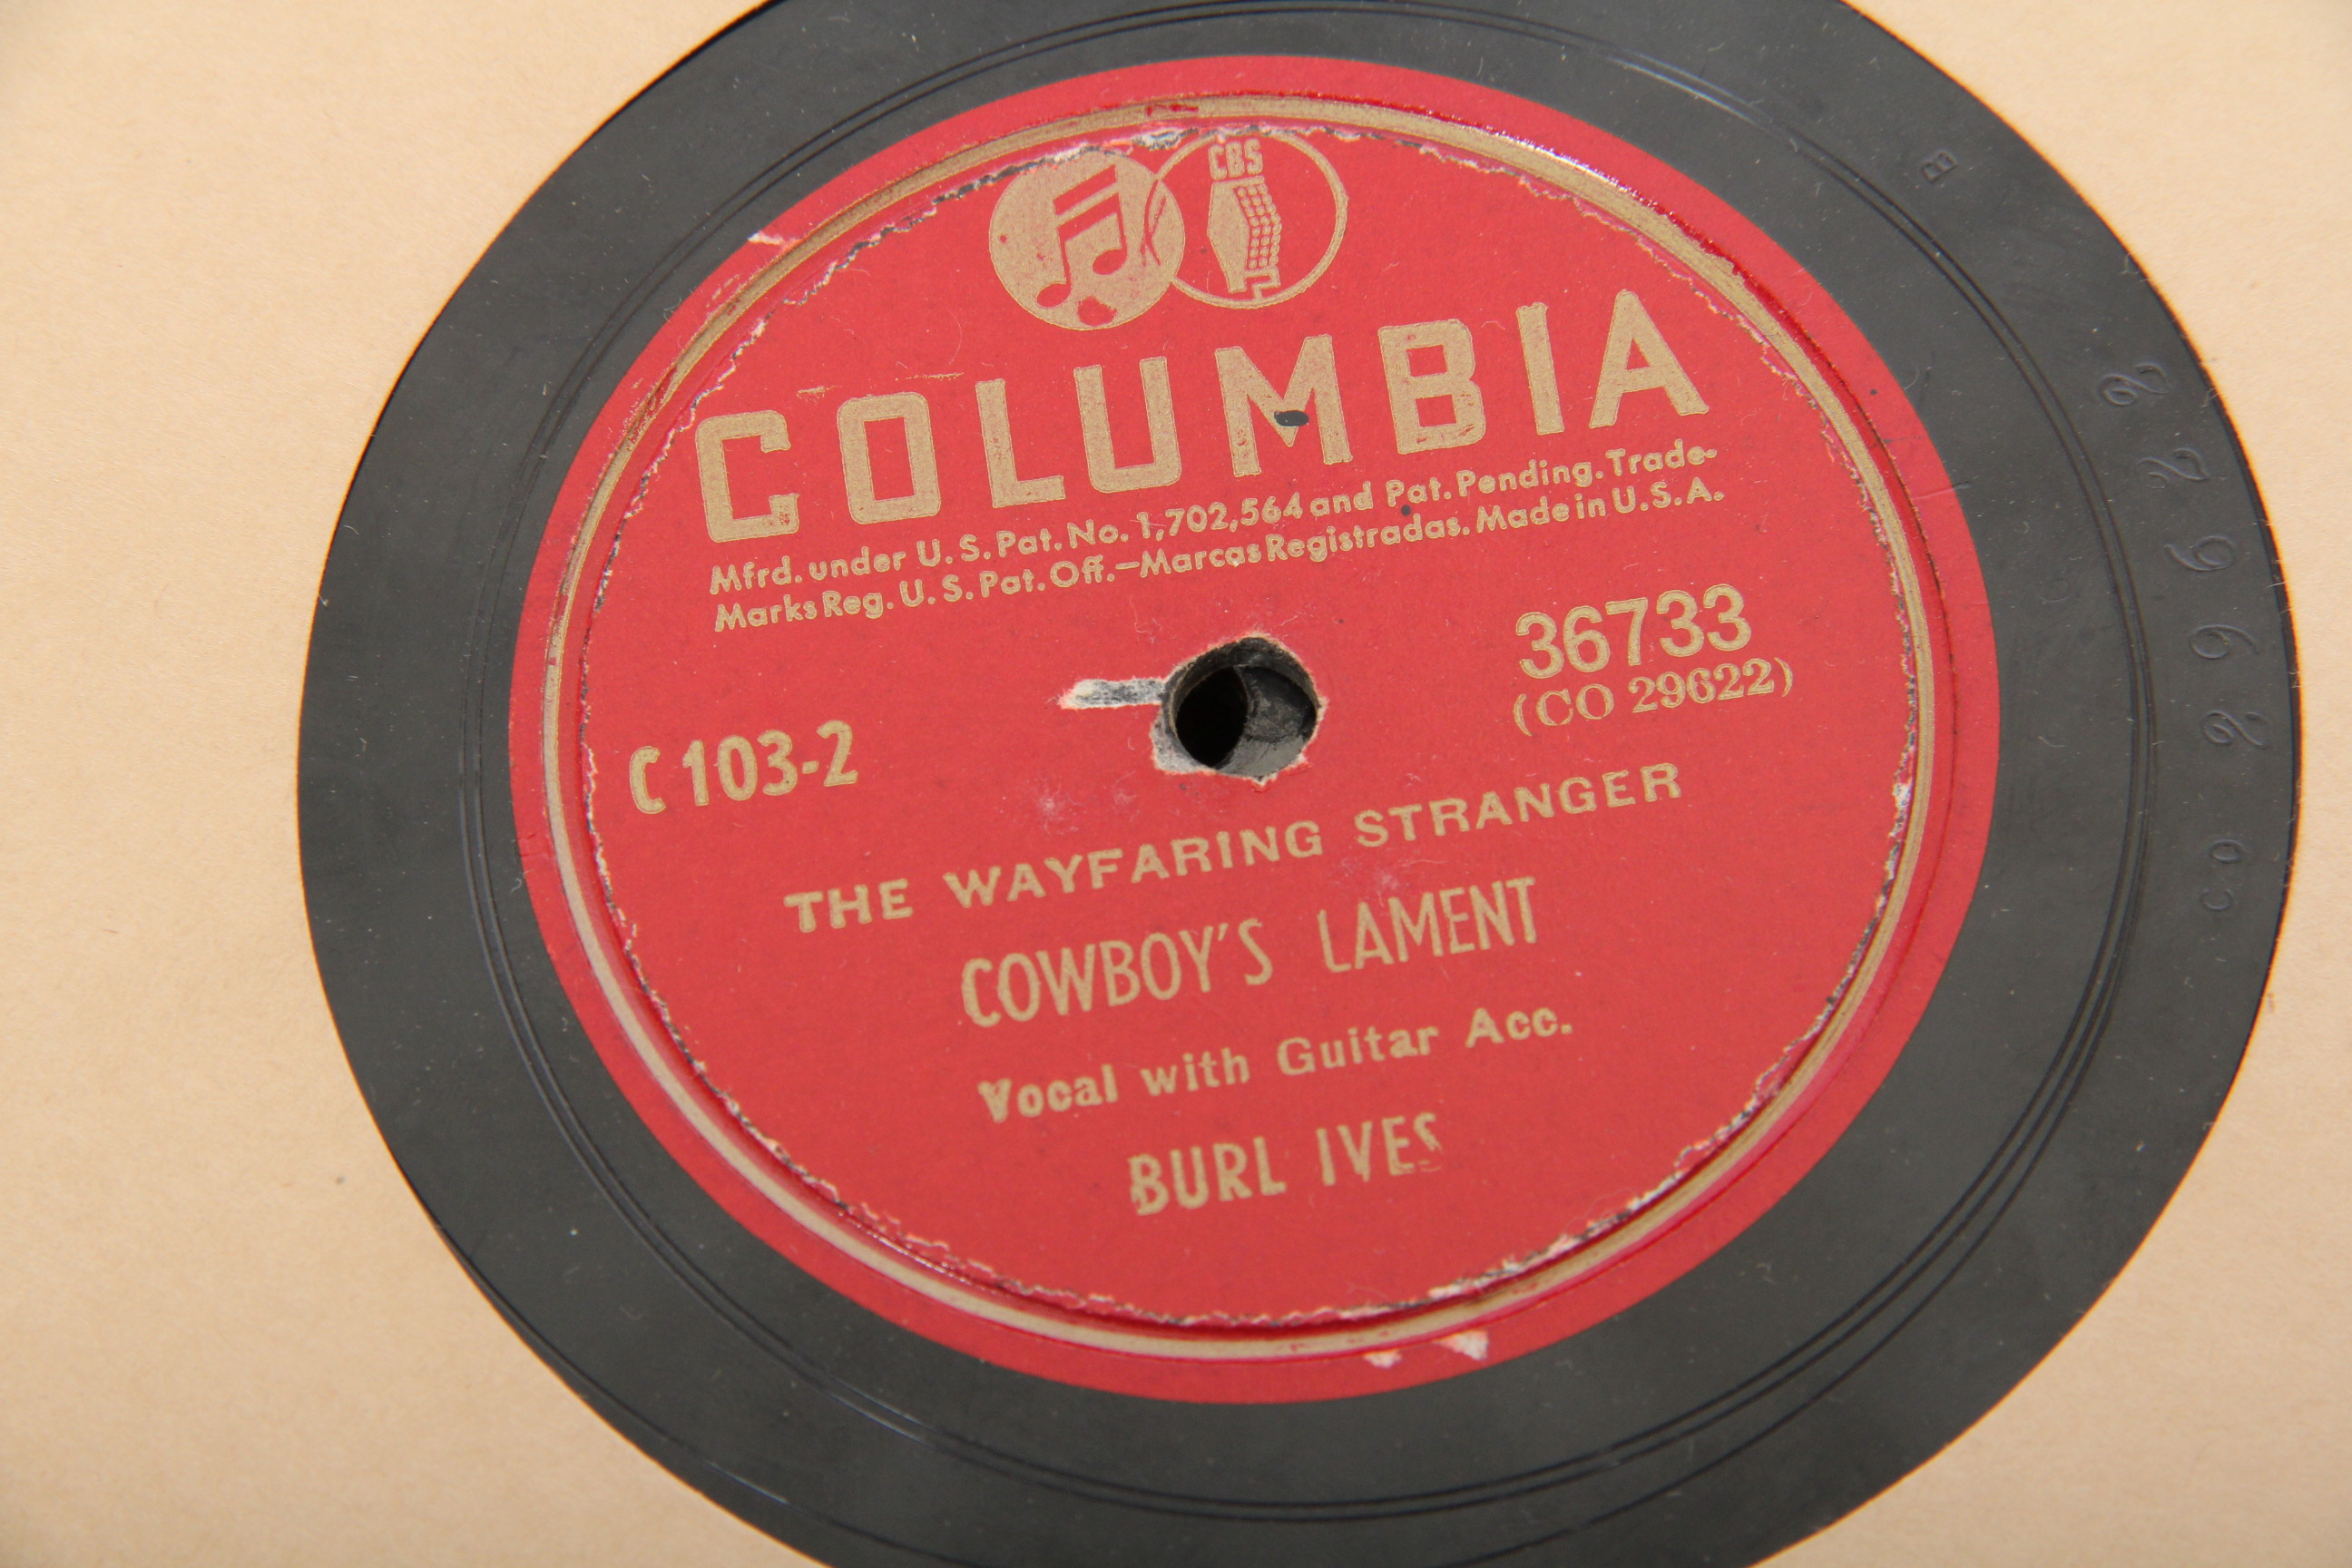 CBS
COLUMBIA
Mfrd. under U. S. Pat. No. 1,702,564 and Pat. Pending. Trade-
Marks Reg. U. S. Pat. Off.—Marcas Registradas. Made in U. S. A.
36733
(CO 29622)
C 103-2
THE WAYFARING STRANGER
COWBOY'S LAMENT
Vocal with Guitar Acc.
BURL IVES
B
CO 29622